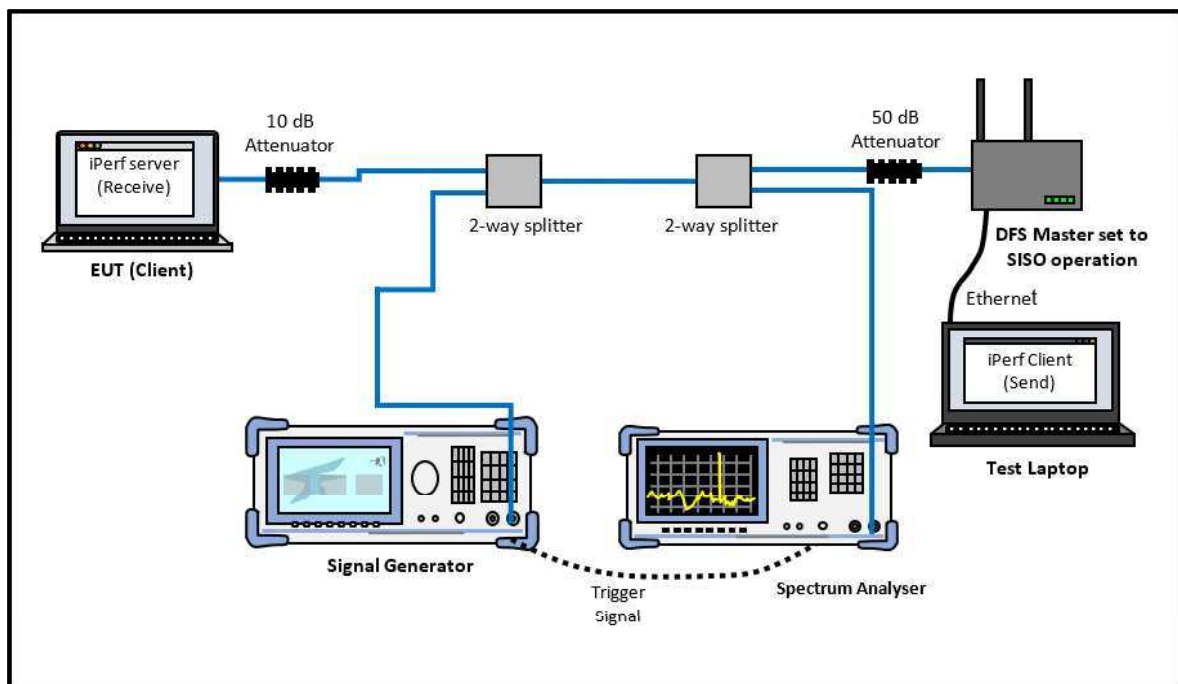 10 dB
Attenuator
50 dB
Attenuator
iPerf server
(Receive)
2-way splitter
2-way splitter
EUT (Client)
DFS Master set to
SISO operation
Ethernet
iPerf Client
(Send)
Test Laptop
Signal Generator
Trigger
Signal
Spectrum Analyser